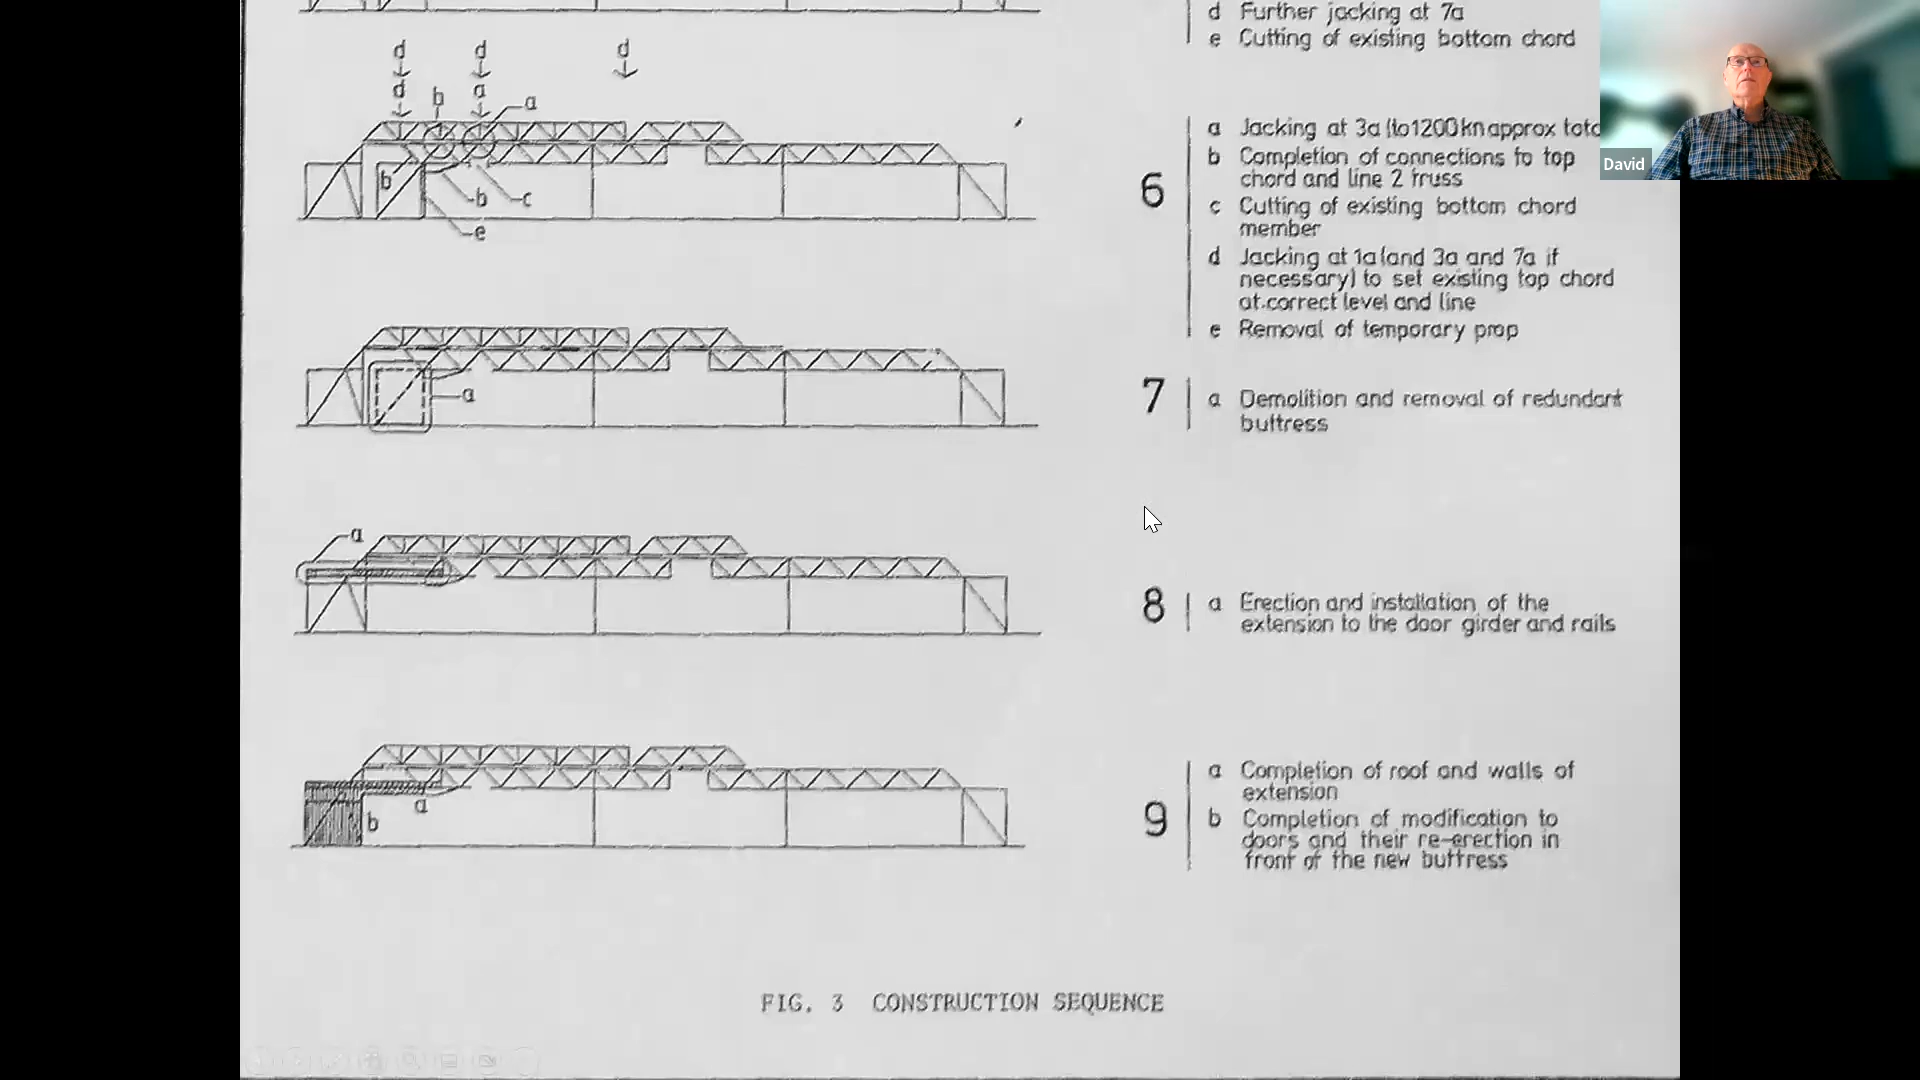 d Further jacking at 7a
e Cutting of existing bottom chord
d d d
d b a a
b b c
e
6
a Jacking at 3a (to 1200kn approx
b Completion of connections to top
chord and line 2 truss
c Cutting of existing bottom chord
member
d Jacking at 1a (and 3a and 7a if
necessary) to set existing top chord
at correct level and line
e Removal of temporary prop
David
a
7
a Demolition and removal of redundant
buttress
a
8
a Erection and installation of the
extension to the door girder and rails
a
b
9
a Completion of roof and walls of
extension
b Completion of modification to
doors and their re-erection in
front of the new buttress
FIG. 3 CONSTRUCTION SEQUENCE